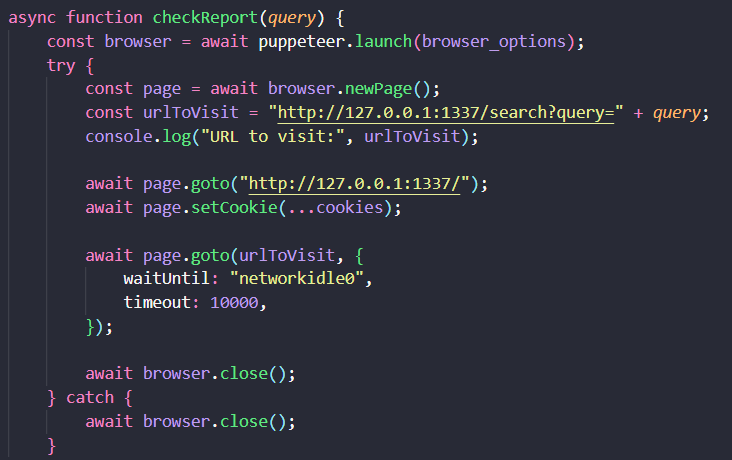 async function checkReport(query) {
    const browser = await puppeteer.launch(browser_options);
    try {
        const page = await browser.newPage();
        const urlToVisit = "http://127.0.0.1:1337/search?query=" + query;
        console.log("URL to visit:", urlToVisit);

        await page.goto("http://127.0.0.1:1337/");
        await page.setCookie(...cookies);

        await page.goto(urlToVisit, {
            waitUntil: "networkidle0",
            timeout: 10000,
        });

        await browser.close();
    } catch {
        await browser.close();
    }